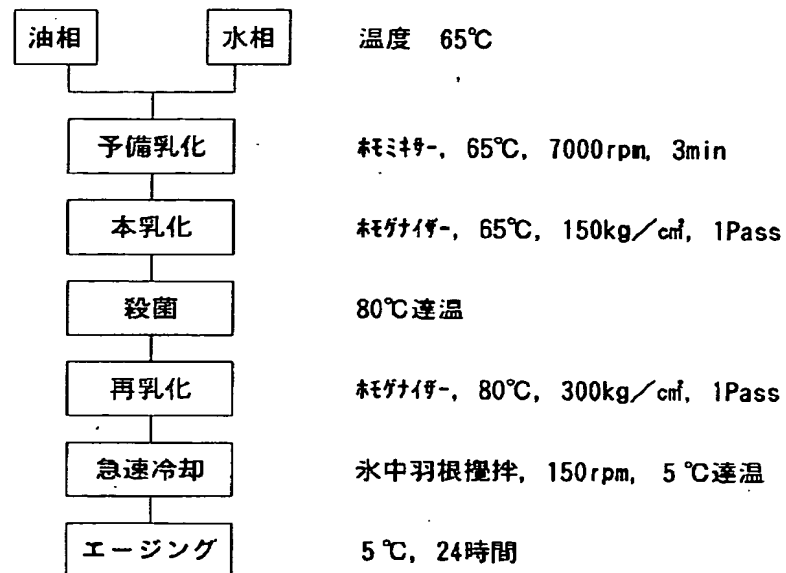 油相 水相 温度 65℃
予備乳化 ﾎﾓﾐｷｻｰ, 65℃, 7000rpm, 3min
本乳化 ﾎﾓｹﾞﾅｲｻﾞｰ, 65℃, 150kg／c㎡, 1Pass
殺菌 80℃達温
再乳化 ﾎﾓｹﾞﾅｲｻﾞｰ, 80℃, 300kg／c㎡, 1Pass
急速冷却 氷中羽根攪拌, 150rpm, 5℃達温
エージング 5℃, 24時間